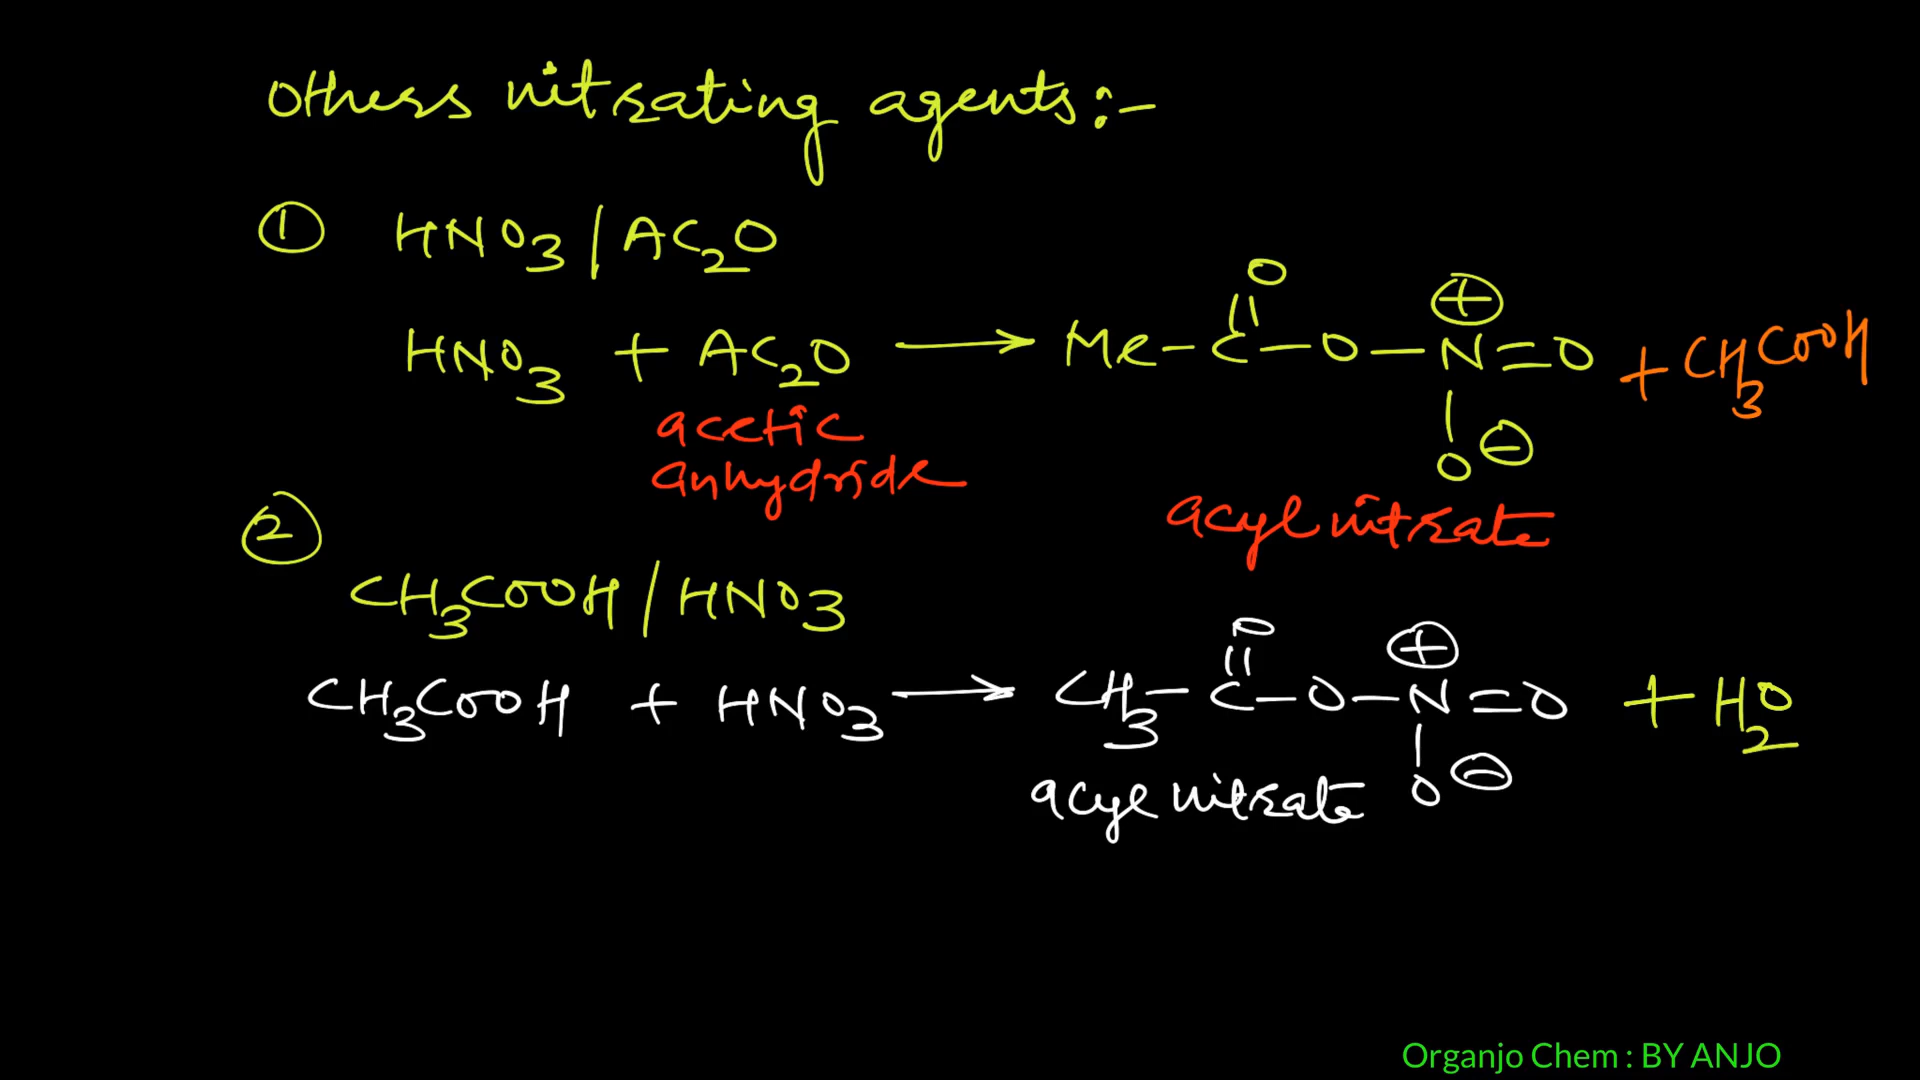 others nitrating agents:-
① HNO3 / AC2O
HNO3 + AC2O ⟶ Me-C(=O)-O-N⊕(=O)-O⊖ + CH3COOH
acetic anhydride
acyl nitrate
②
CH3COOH / HNO3
CH3COOH + HNO3 ⟶ CH3-C(=O)-O-N⊕(=O)-O⊖ + H2O
acyl nitrate
Organjo Chem : BY ANJO